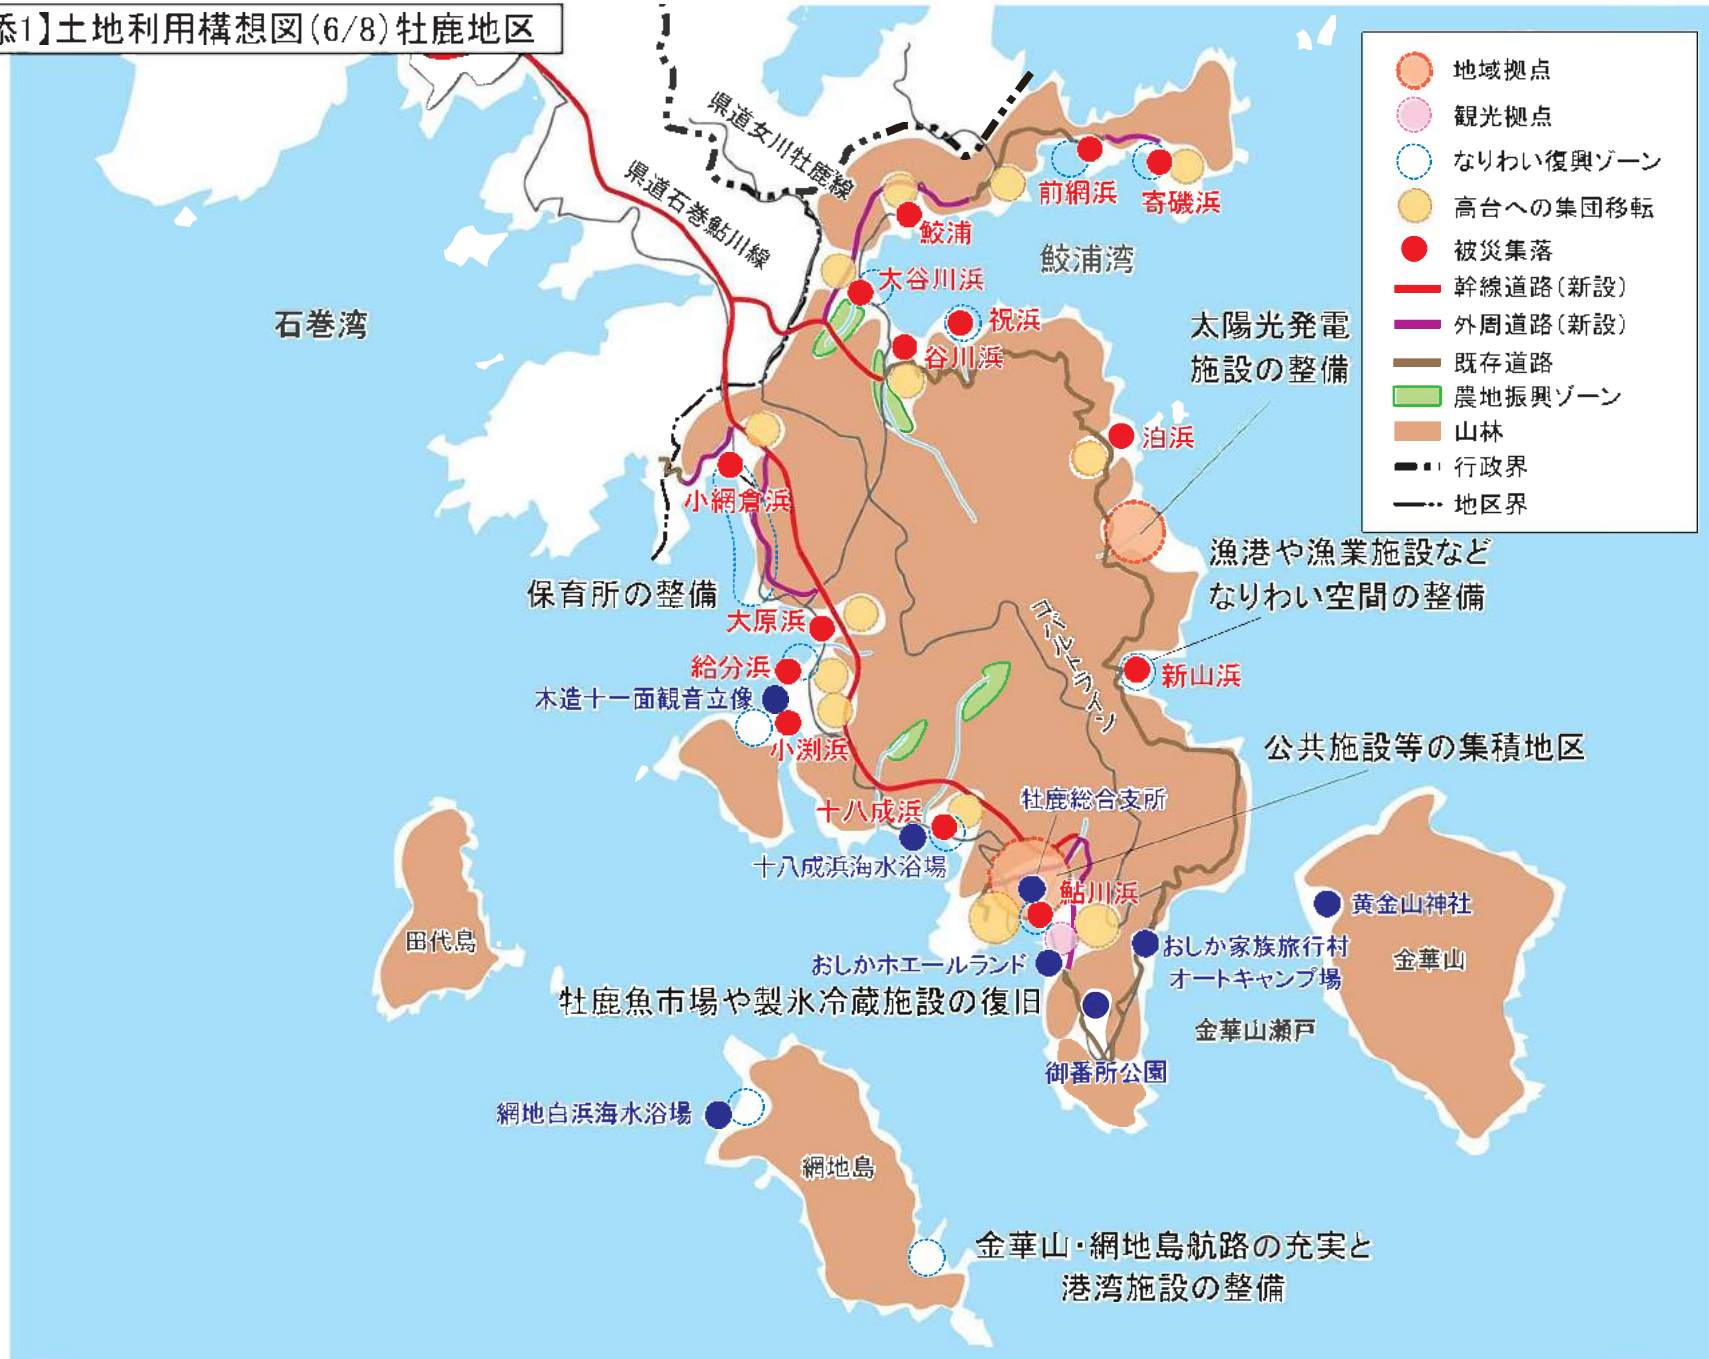 添1】土地利用構想図(6/8)牡鹿地区
地域拠点
観光拠点
なりわい復興ゾーン
高台への集団移転
被災集落
幹線道路(新設)
外周道路(新設)
既存道路
農地振興ゾーン
山林
行政界
地区界
県道女川牡鹿線
県道石巻鮎川線
前網浜
寄磯浜
鮫浦
鮫浦湾
大谷川浜
石巻湾
祝浜
谷川浜
太陽光発電
施設の整備
泊浜
小網倉浜
漁港や漁業施設など
なりわい空間の整備
保育所の整備
コバルトライン
大原浜
給分浜
新山浜
木造十一面観音立像
小渕浜
公共施設等の集積地区
牡鹿総合支所
十八成浜
十八成浜海水浴場
鮎川浜
黄金山神社
田代島
おしか家族旅行村
オートキャンプ場
金華山
おしかホエールランド
牡鹿魚市場や製氷冷蔵施設の復旧
金華山瀬戸
御番所公園
網地白浜海水浴場
網地島
金華山・網地島航路の充実と
港湾施設の整備